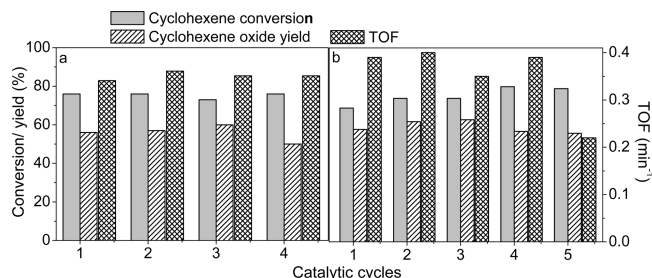 Cyclohexene conversion
Cyclohexene oxide yield TOF
100 a b 0.4
80
0.3
60
0.2
40
0.1
20
0 0.0
1 2 3 4 1 2 3 4 5
Conversion/ yield (%)
TOF (min⁻¹)
Catalytic cycles